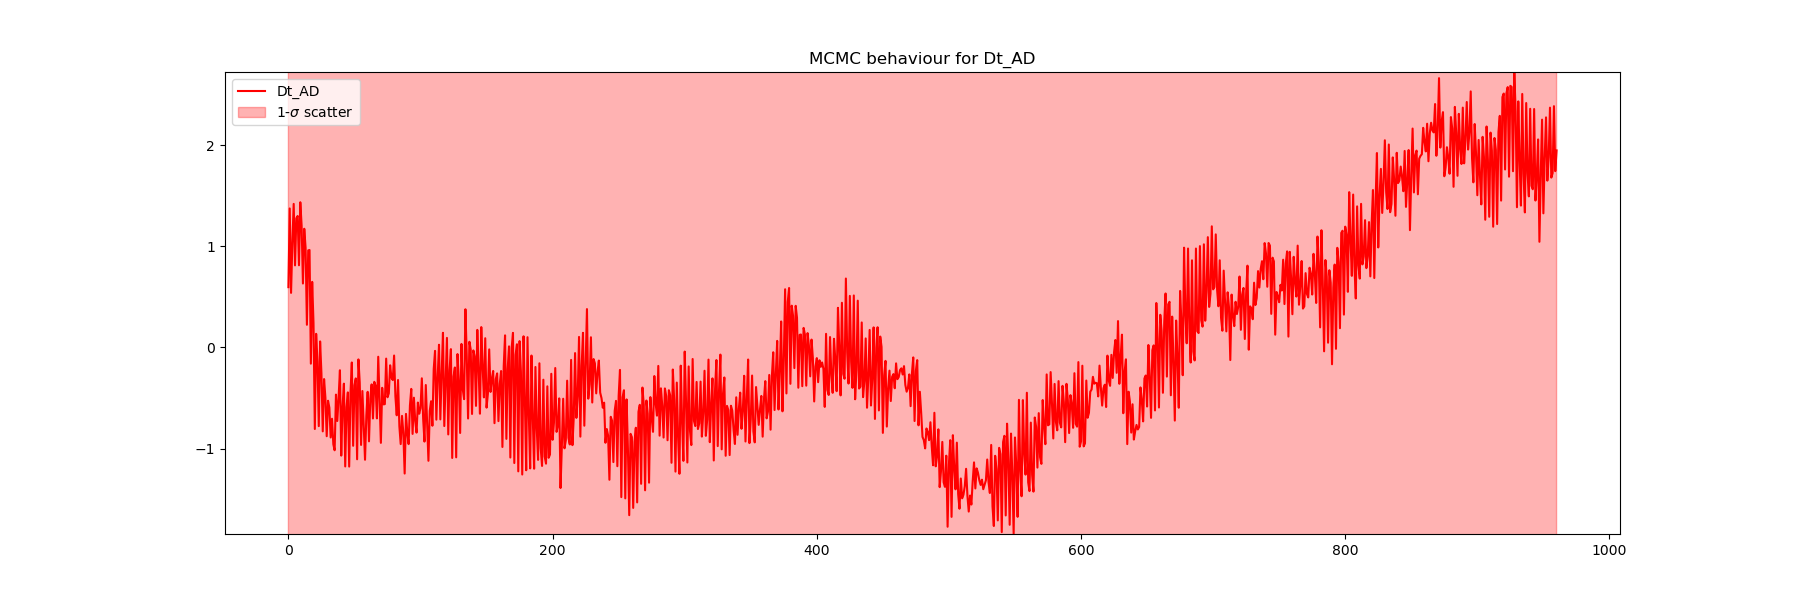 MCMC behaviour for Dt_AD
Dt_AD
1-σ scatter
2
1
0
−1
0 200 400 600 800 1000